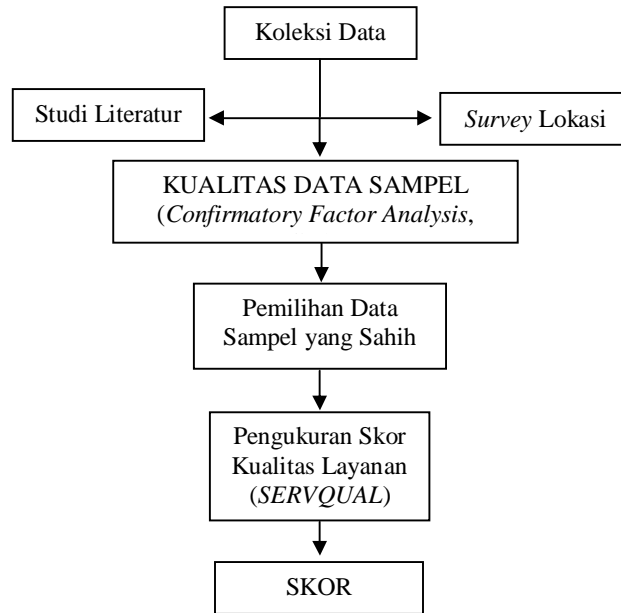 Koleksi Data
Studi Literatur
Survey Lokasi
KUALITAS DATA SAMPEL
(Confirmatory Factor Analysis,
Pemilihan Data
Sampel yang Sahih
Pengukuran Skor
Kualitas Layanan
(SERVQUAL)
SKOR